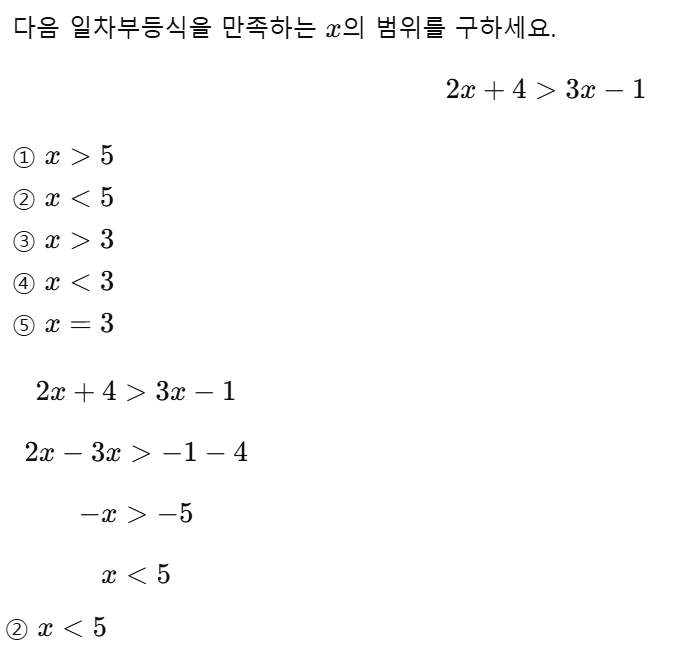 다음 일차부등식을 만족하는 x의 범위를 구하세요.
2x + 4 > 3x − 1
① x > 5
② x < 5
③ x > 3
④ x < 3
⑤ x = 3
2x + 4 > 3x − 1
2x − 3x > −1 − 4
−x > −5
x < 5
② x < 5